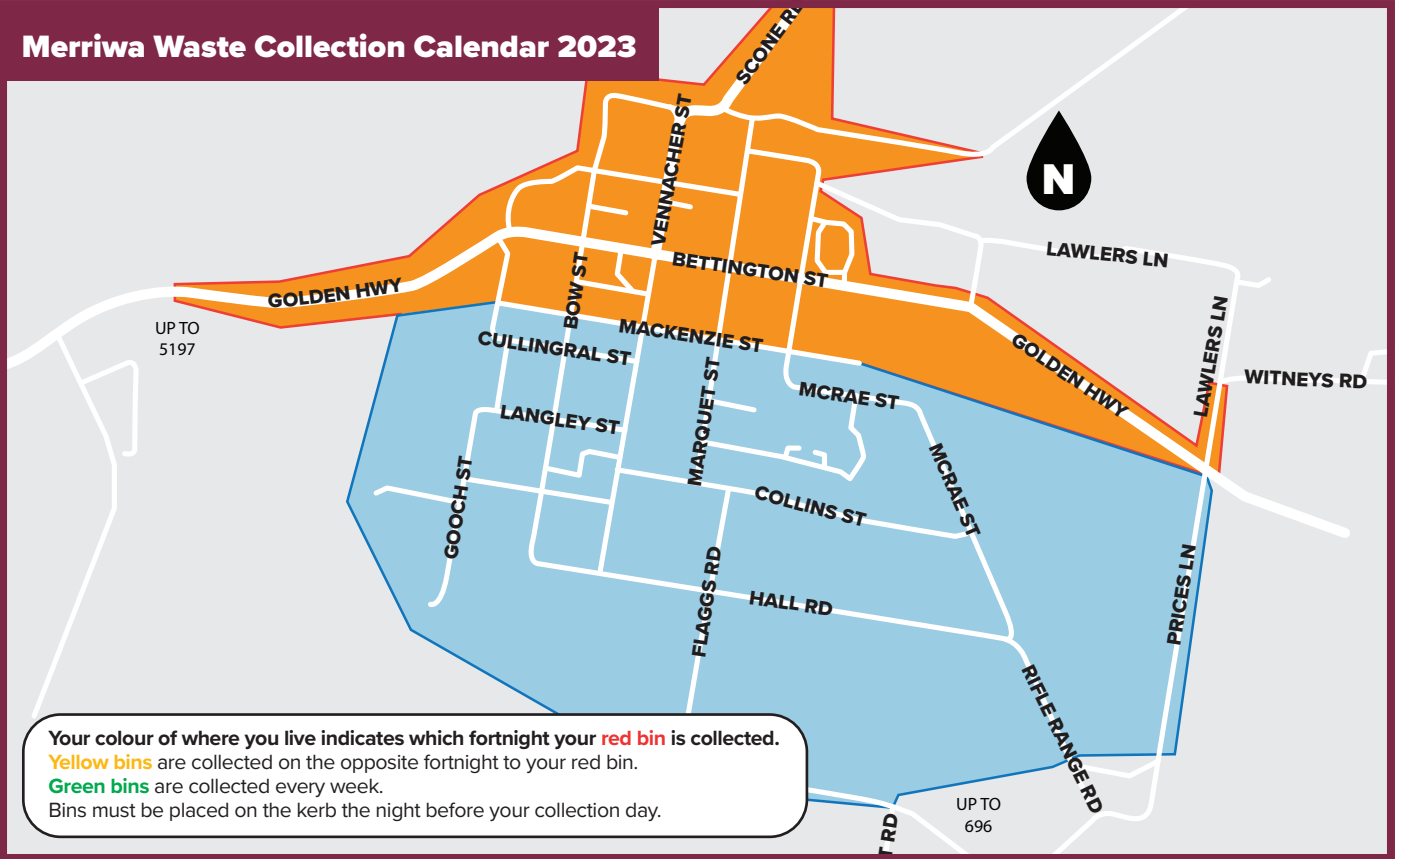 Merriwa Waste Collection Calendar 2023
SCONE RD
VENNACHER ST
N
LAWLERS LN
BETTINGTON ST
GOLDEN HWY
UP TO
5197
BOW ST
MACKENZIE ST
CULLINGRAL ST
LAWLERS LN
GOLDEN HWY
WITNEYS RD
MCRAE ST
MARQUET ST
LANGLEY ST
MCRAE ST
GOOCH ST
COLLINS ST
FLAGGS RD
HALL RD
PRICES LN
RIFLE RANGE RD
Your colour of where you live indicates which fortnight your red bin is collected.
Yellow bins are collected on the opposite fortnight to your red bin.
Green bins are collected every week.
Bins must be placed on the kerb the night before your collection day.
UP TO
696
RD